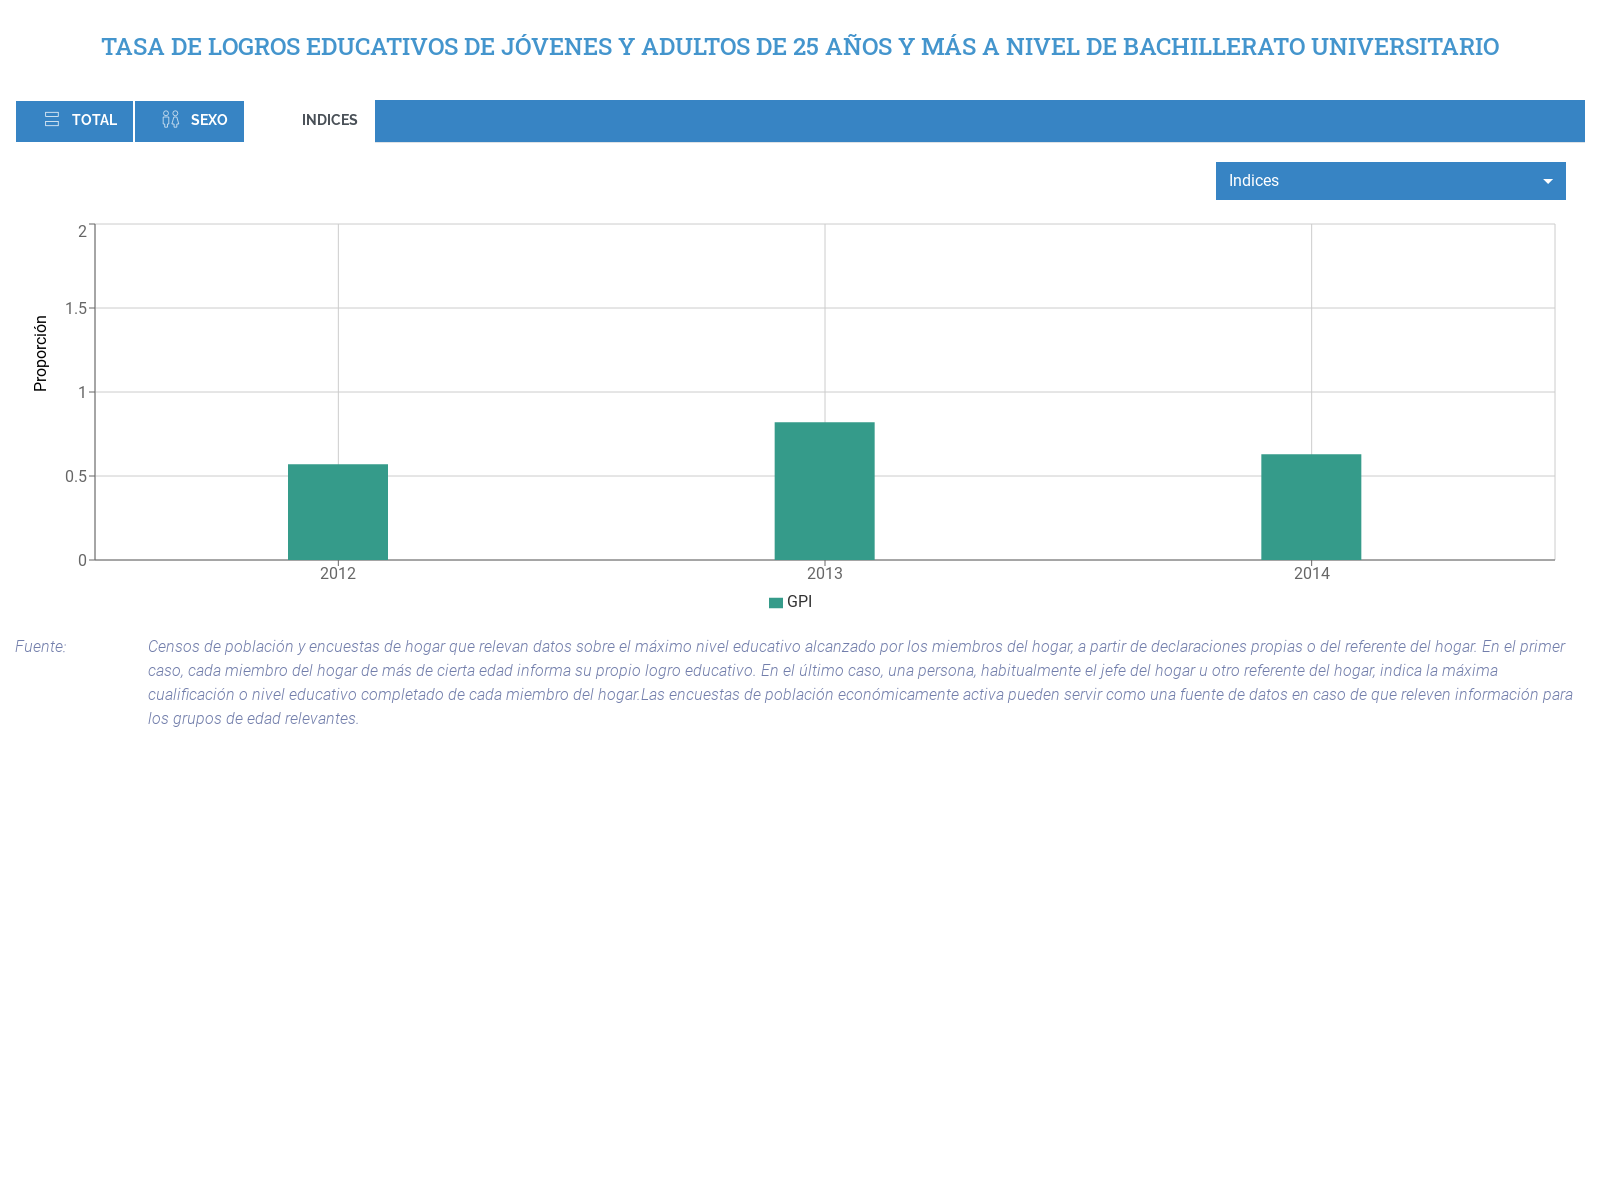 TASA DE LOGROS EDUCATIVOS DE JÓVENES Y ADULTOS DE 25 AÑOS Y MÁS A NIVEL DE BACHILLERATO UNIVERSITARIO
TOTAL SEXO INDICES
Indices
2
1.5
1
0.5
0
Proporción
2012 2013 2014
GPI
Fuente: Censos de población y encuestas de hogar que relevan datos sobre el máximo nivel educativo alcanzado por los miembros del hogar, a partir de declaraciones propias o del referente del hogar. En el primer
caso, cada miembro del hogar de más de cierta edad informa su propio logro educativo. En el último caso, una persona, habitualmente el jefe del hogar u otro referente del hogar, indica la máxima
cualificación o nivel educativo completado de cada miembro del hogar.Las encuestas de población económicamente activa pueden servir como una fuente de datos en caso de que releven información para
los grupos de edad relevantes.